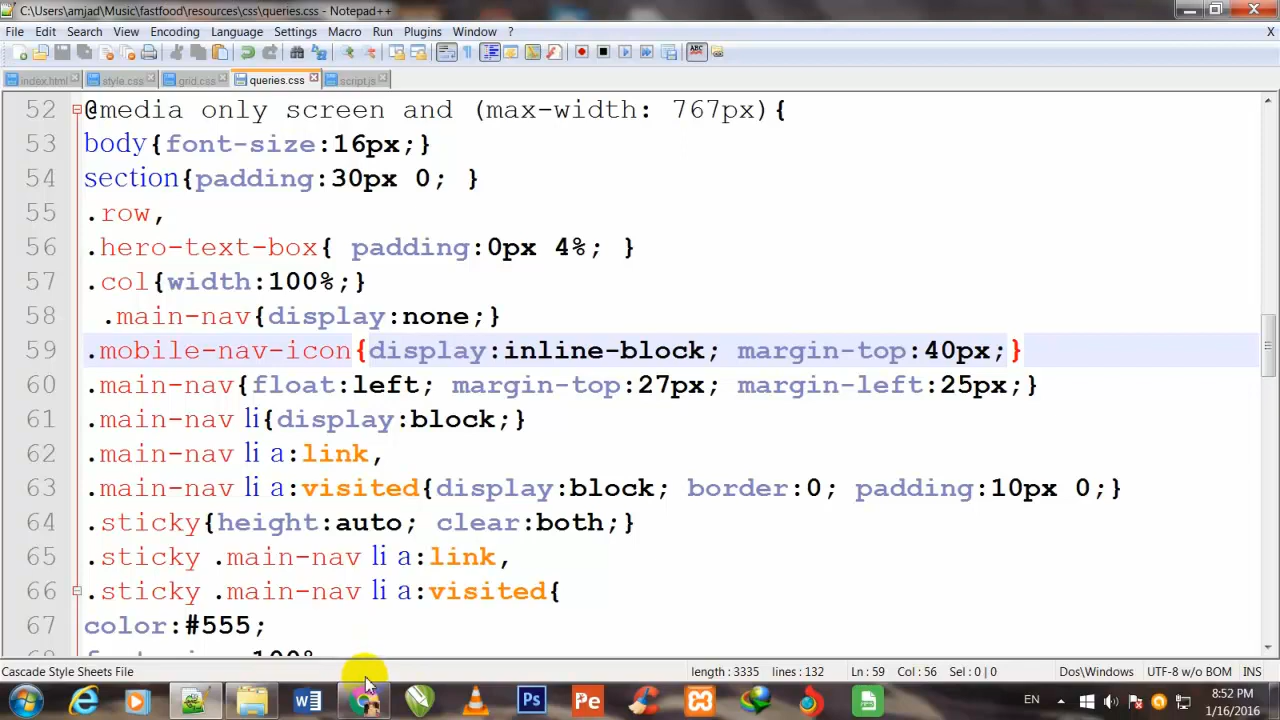 C:\Users\amjad\Music\fastfood\resources\css\queries.css - Notepad++
File Edit Search View Encoding Language Settings Macro Run Plugins Window ? X
index.html style.css grid.css queries.css script.js
52 @media only screen and (max-width: 767px){
53 body{font-size:16px;}
54 section{padding:30px 0; }
55 .row,
56 .hero-text-box{ padding:0px 4%; }
57 .col{width:100%;}
58 .main-nav{display:none;}
59 .mobile-nav-icon{display:inline-block; margin-top:40px;}
60 .main-nav{float:left; margin-top:27px; margin-left:25px;}
61 .main-nav li{display:block;}
62 .main-nav li a:link,
63 .main-nav li a:visited{display:block; border:0; padding:10px 0;}
64 .sticky{height:auto; clear:both;}
65 .sticky .main-nav li a:link,
66 .sticky .main-nav li a:visited{
67 color:#555;
Cascade Style Sheets File length : 3335 lines : 132 Ln : 59 Col : 56 Sel : 0 | 0 Dos\Windows UTF-8 w/o BOM INS
EN 8:52 PM
1/16/2016